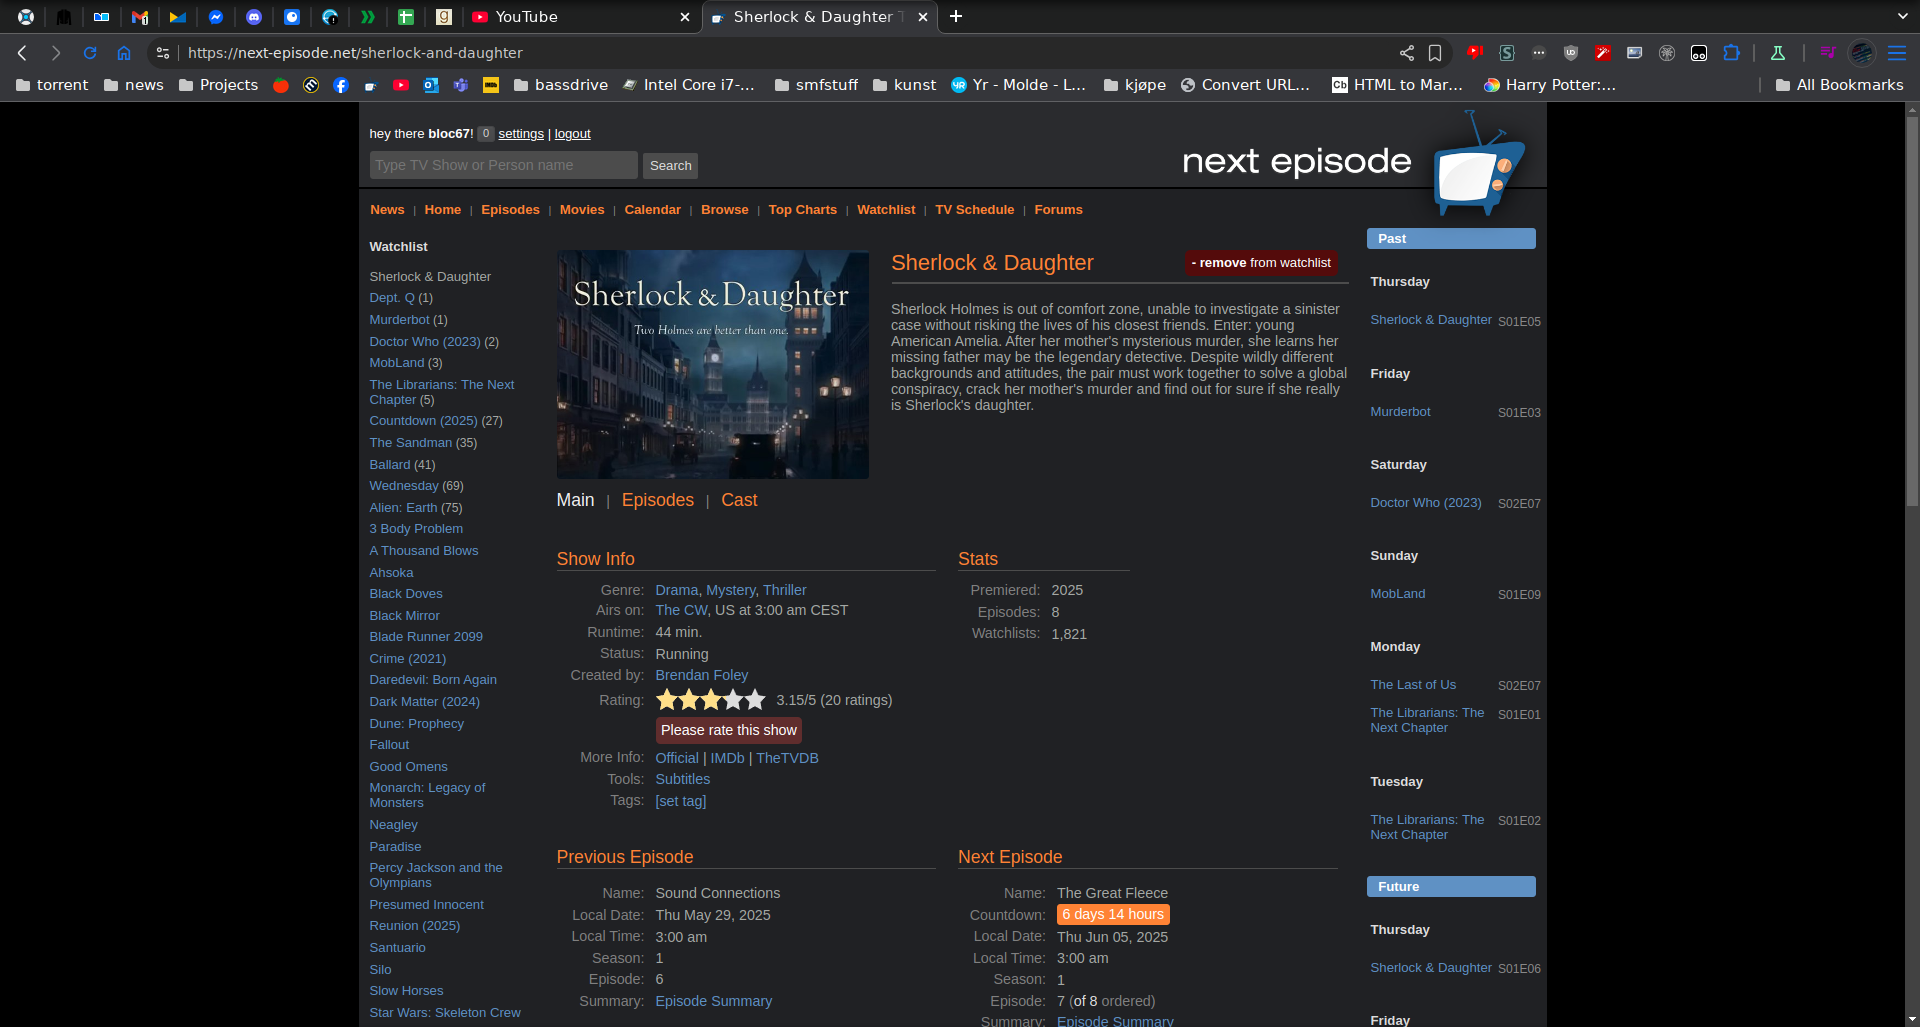 YouTube
Sherlock & Daughter T
https://next-episode.net/sherlock-and-daughter
torrent
news
Projects
bassdrive
Intel Core i7-...
smfstuff
kunst
Yr - Molde - L...
kjøpe
Convert URL...
HTML to Mar...
Harry Potter:...
All Bookmarks
hey there bloc67! 0 settings | logout
Type TV Show or Person name
Search
next episode
News | Home | Episodes | Movies | Calendar | Browse | Top Charts | Watchlist | TV Schedule | Forums
Watchlist
Sherlock & Daughter
Dept. Q (1)
Murderbot (1)
Doctor Who (2023) (2)
MobLand (3)
The Librarians: The Next
Chapter (5)
Countdown (2025) (27)
The Sandman (35)
Ballard (41)
Wednesday (69)
Alien: Earth (75)
3 Body Problem
A Thousand Blows
Ahsoka
Black Doves
Black Mirror
Blade Runner 2099
Crime (2021)
Daredevil: Born Again
Dark Matter (2024)
Dune: Prophecy
Fallout
Good Omens
Monarch: Legacy of
Monsters
Neagley
Paradise
Percy Jackson and the
Olympians
Presumed Innocent
Reunion (2025)
Santuario
Silo
Slow Horses
Star Wars: Skeleton Crew
Sherlock & Daughter
Two Holmes are better than one.
Sherlock & Daughter
- remove from watchlist
Sherlock Holmes is out of comfort zone, unable to investigate a sinister
case without risking the lives of his closest friends. Enter: young
American Amelia. After her mother's mysterious murder, she learns her
missing father may be the legendary detective. Despite wildly different
backgrounds and attitudes, the pair must work together to solve a global
conspiracy, crack her mother's murder and find out for sure if she really
is Sherlock's daughter.
Main | Episodes | Cast
Show Info
Genre: Drama, Mystery, Thriller
Airs on: The CW, US at 3:00 am CEST
Runtime: 44 min.
Status: Running
Created by: Brendan Foley
Rating: 3.15/5 (20 ratings)
Please rate this show
More Info: Official | IMDb | TheTVDB
Tools: Subtitles
Tags: [set tag]
Stats
Premiered: 2025
Episodes: 8
Watchlists: 1,821
Previous Episode
Name: Sound Connections
Local Date: Thu May 29, 2025
Local Time: 3:00 am
Season: 1
Episode: 6
Summary: Episode Summary
Next Episode
Name: The Great Fleece
Countdown: 6 days 14 hours
Local Date: Thu Jun 05, 2025
Local Time: 3:00 am
Season: 1
Episode: 7 (of 8 ordered)
Summary: Episode Summary
Past
Thursday
Sherlock & Daughter S01E05
Friday
Murderbot S01E03
Saturday
Doctor Who (2023) S02E07
Sunday
MobLand S01E09
Monday
The Last of Us S02E07
The Librarians: The S01E01
Next Chapter
Tuesday
The Librarians: The S01E02
Next Chapter
Future
Thursday
Sherlock & Daughter S01E06
Friday